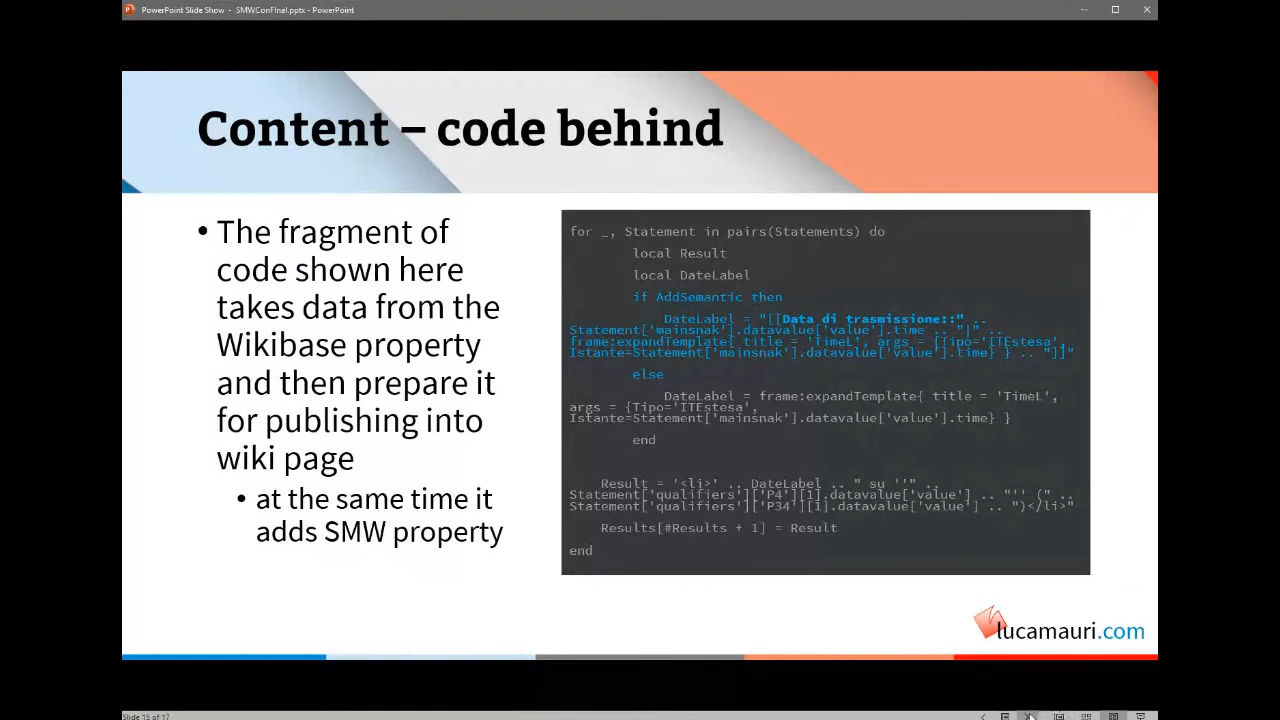 PowerPoint Slide Show - SMWConFInal.pptx - PowerPoint
Content – code behind
• The fragment of
code shown here
takes data from the
Wikibase property
and then prepare it
for publishing into
wiki page
• at the same time it
adds SMW property
for _, Statement in pairs(Statements) do
local Result
local DateLabel
if AddSemantic then
DateLabel = "[[Data di trasmissione::" ..
Statement['mainsnak'].datavalue['value'].time .. "|" ..
frame:expandTemplate{ title = 'TimeL', args = {Tipo='ITEstesa',
Istante=Statement['mainsnak'].datavalue['value'].time} } .. "]]"
else
DateLabel = frame:expandTemplate{ title = 'TimeL',
args = {Tipo='ITEstesa',
Istante=Statement['mainsnak'].datavalue['value'].time} }
end
Result = '<li>' .. DateLabel .. " su ''" ..
Statement['qualifiers']['P4'][1].datavalue['value'] .. "'' (" ..
Statement['qualifiers']['P34'][1].datavalue['value'] .. ")</li>"
Results[#Results + 1] = Result
end
lucamauri.com
Slide 15 of 17